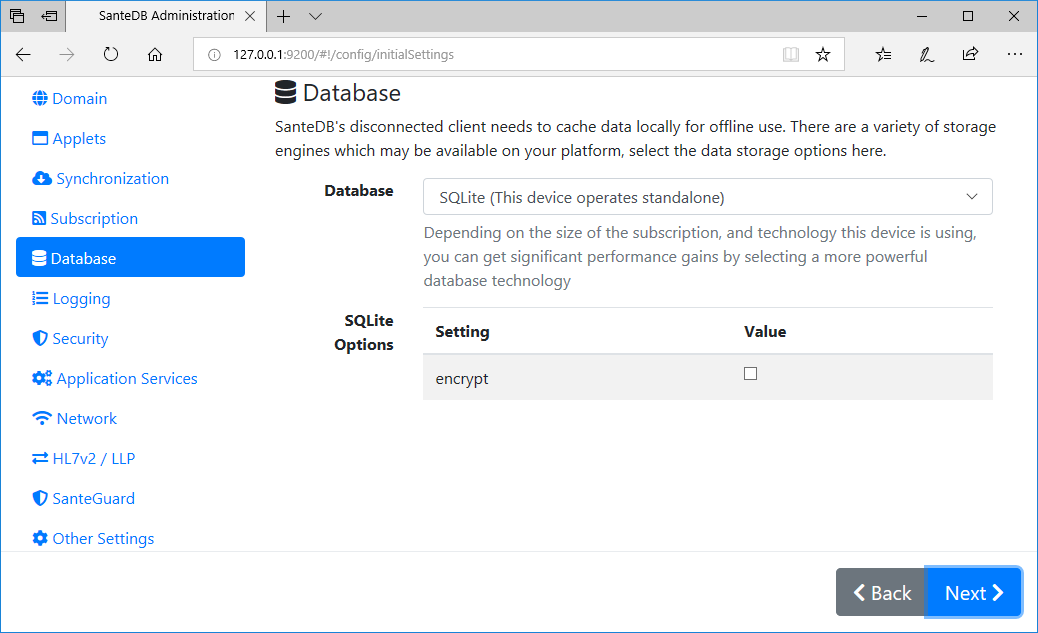 SanteDB Administration
127.0.0.1:9200/#!/config/initialSettings
Domain
Applets
Synchronization
Subscription
Database
Logging
Security
Application Services
Network
HL7v2 / LLP
SanteGuard
Other Settings
Database
SanteDB's disconnected client needs to cache data locally for offline use. There are a variety of storage
engines which may be available on your platform, select the data storage options here.
Database
SQLite (This device operates standalone)
Depending on the size of the subscription, and technology this device is using,
you can get significant performance gains by selecting a more powerful
database technology
SQLite
Options
Setting Value
encrypt
Back Next